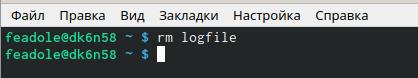 Файл Правка Вид Закладки Настройка Справка
feadole@dk6n58 ~ $ rm logfile
feadole@dk6n58 ~ $